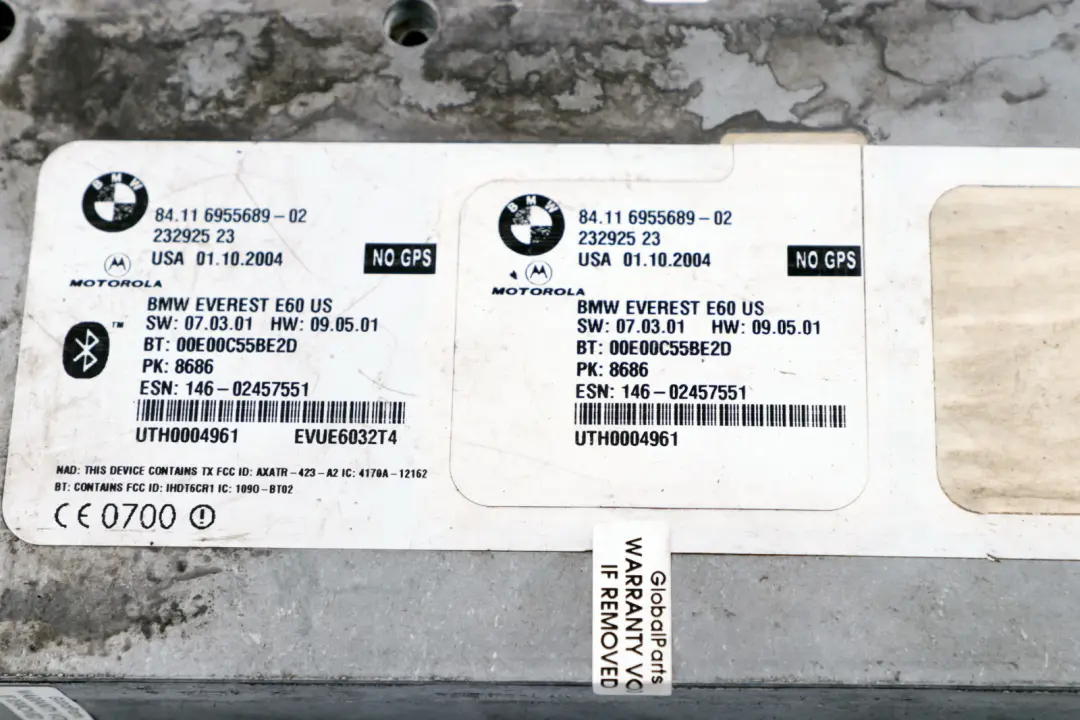 BMW
84.11 6955689-02
232925 23
USA 01.10.2004
NO GPS
MOTOROLA
BMW EVEREST E60 US
SW: 07.03.01 HW: 09.05.01
TM
BT: 00E00C55BE2D
PK: 8686
ESN: 146-02457551
UTH0004961 EVUE6032T4
NAD: THIS DEVICE CONTAINS TX FCC ID: AXATR-423-A2 IC: 4170A-12162
BT: CONTAINS FCC ID: IHDT6CR1 IC: 1090-BT02
CE 0700
BMW
84.11 6955689-02
232925 23
USA 01.10.2004
NO GPS
MOTOROLA
BMW EVEREST E60 US
SW: 07.03.01 HW: 09.05.01
BT: 00E00C55BE2D
PK: 8686
ESN: 146-02457551
UTH0004961
GlobalParts
WARRANTY VO
IF REMOVED